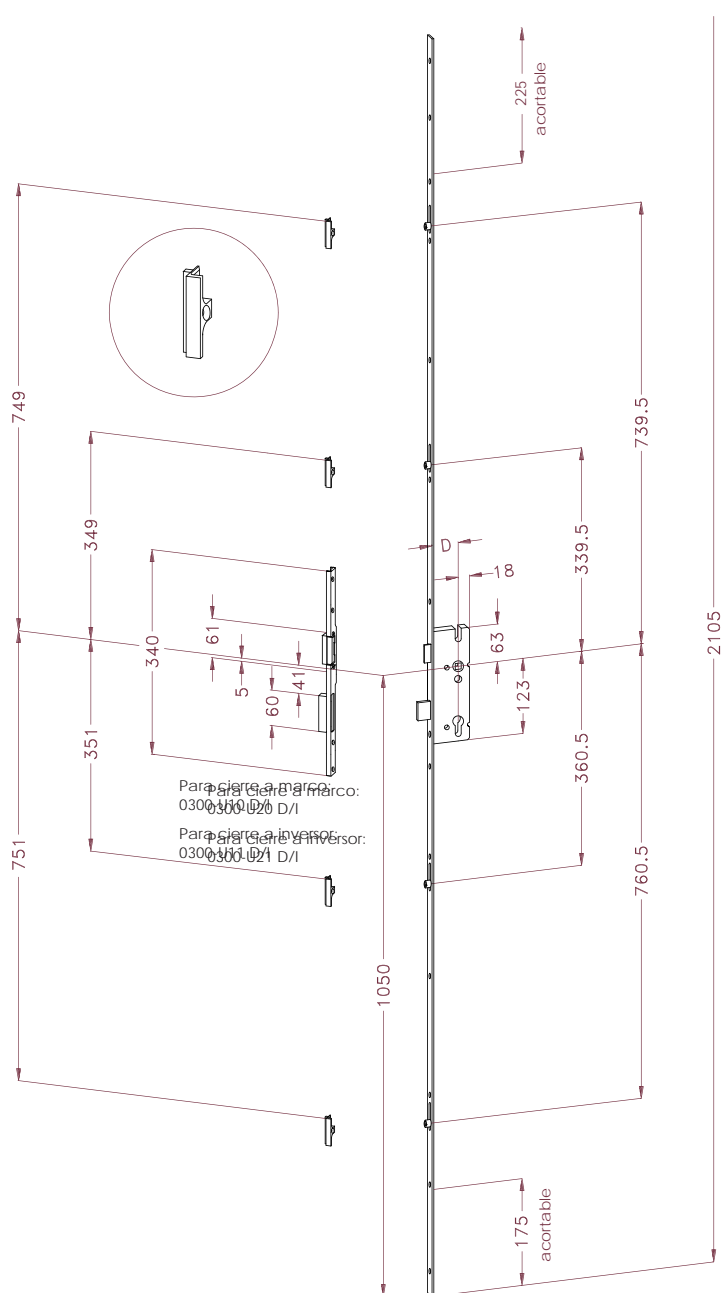 225
acortable
749
739.5
349
339.5
D
18
2105
61
63
340
5
41
60
123
351
360.5
Para cierre a marco:
0300-U10 D/I
Para cierre a marco:
0300-U20 D/I
Para cierre a inversor:
0300-U11 D/I
Para cierre a inversor:
0300-U21 D/I
751
760.5
1050
175
acortable